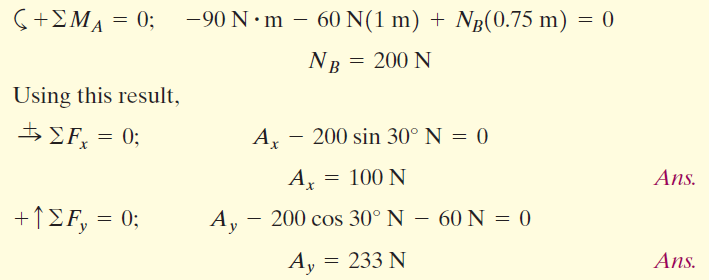 ↺+ΣM_A = 0; −90 N·m − 60 N(1 m) + N_B(0.75 m) = 0
N_B = 200 N
Using this result,
⥱ ΣF_x = 0; A_x − 200 sin 30° N = 0
A_x = 100 N Ans.
+↑ΣF_y = 0; A_y − 200 cos 30° N − 60 N = 0
A_y = 233 N Ans.